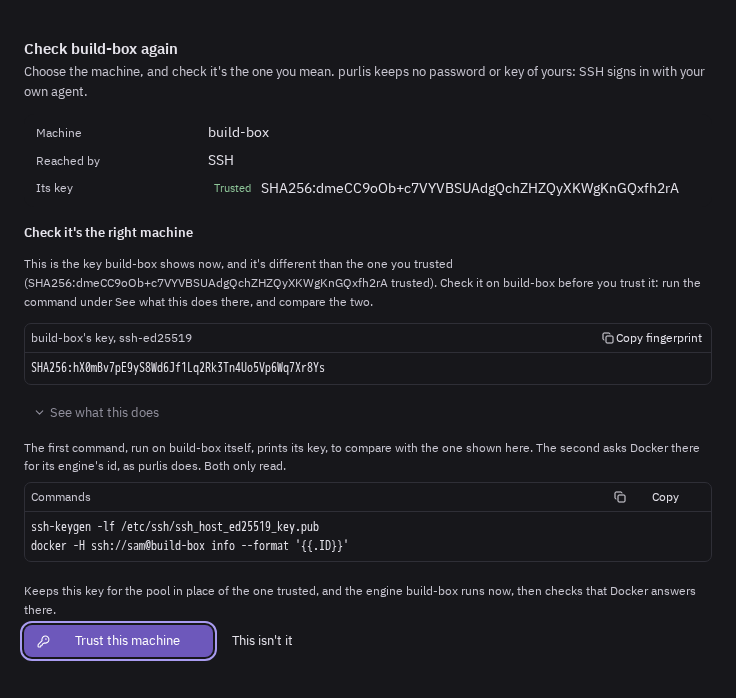 Check build-box again
Choose the machine, and check it's the one you mean. purlis keeps no password or key of yours: SSH signs in with your
own agent.
Machine build-box
Reached by SSH
Its key Trusted SHA256:dmeCC9oOb+c7VYVBSUAdgQchZHZQyXKWgKnGQxfh2rA
Check it's the right machine
This is the key build-box shows now, and it's different than the one you trusted
(SHA256:dmeCC9oOb+c7VYVBSUAdgQchZHZQyXKWgKnGQxfh2rA trusted). Check it on build-box before you trust it: run the
command under See what this does there, and compare the two.
build-box's key, ssh-ed25519 Copy fingerprint
SHA256:hX0mBv7pE9yS8Wd6Jf1Lq2Rk3Tn4Uo5Vp6Wq7Xr8Ys
See what this does
The first command, run on build-box itself, prints its key, to compare with the one shown here. The second asks Docker there
for its engine's id, as purlis does. Both only read.
Commands Copy
ssh-keygen -lf /etc/ssh/ssh_host_ed25519_key.pub
docker -H ssh://sam@build-box info --format '{{.ID}}'
Keeps this key for the pool in place of the one trusted, and the engine build-box runs now, then checks that Docker answers
there.
Trust this machine This isn't it